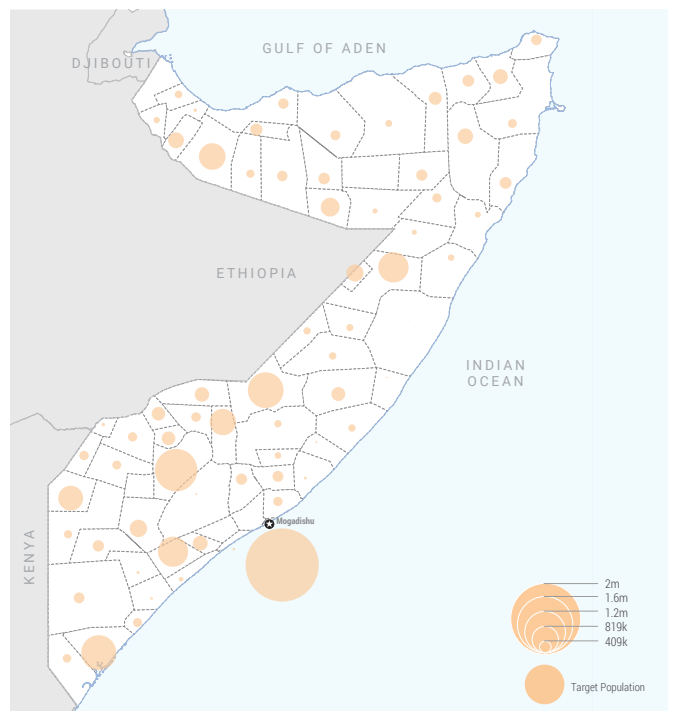 GULF OF ADEN
DJIBOUTI
ETHIOPIA
INDIAN
OCEAN
Mogadishu
KENYA
2m
1.6m
1.2m
819k
409k
Target Population